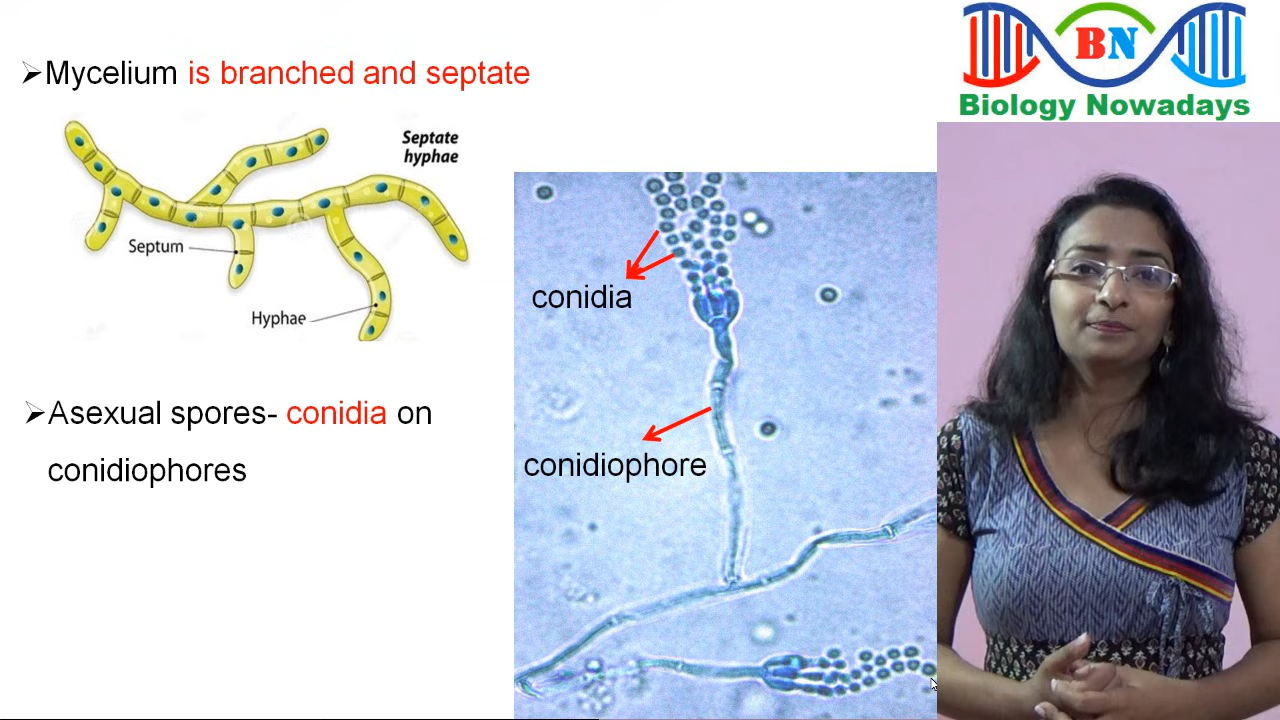 ➢Mycelium is branched and septate
Septate
hyphae
Septum
Hyphae
➢Asexual spores- conidia on
conidiophores
conidia
conidiophore
BN
Biology Nowadays